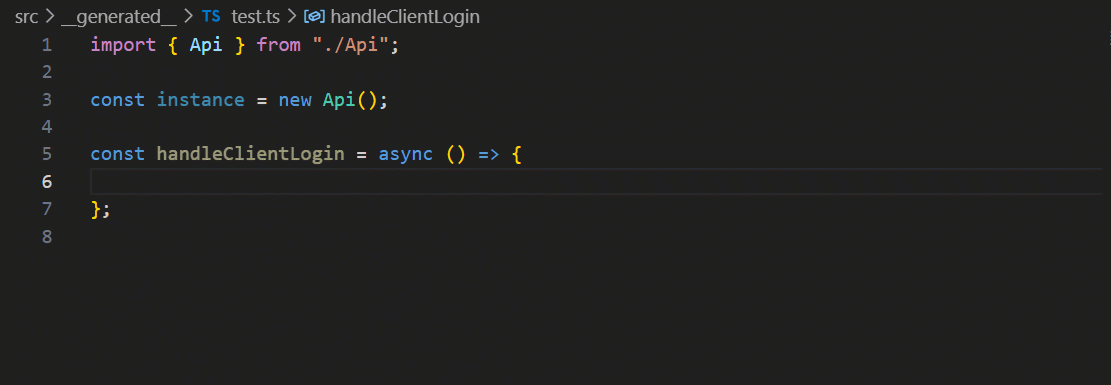 src > __generated__ > TS test.ts > handleClientLogin
1 import { Api } from "./Api";
2
3 const instance = new Api();
4
5 const handleClientLogin = async () => {
6
7 };
8